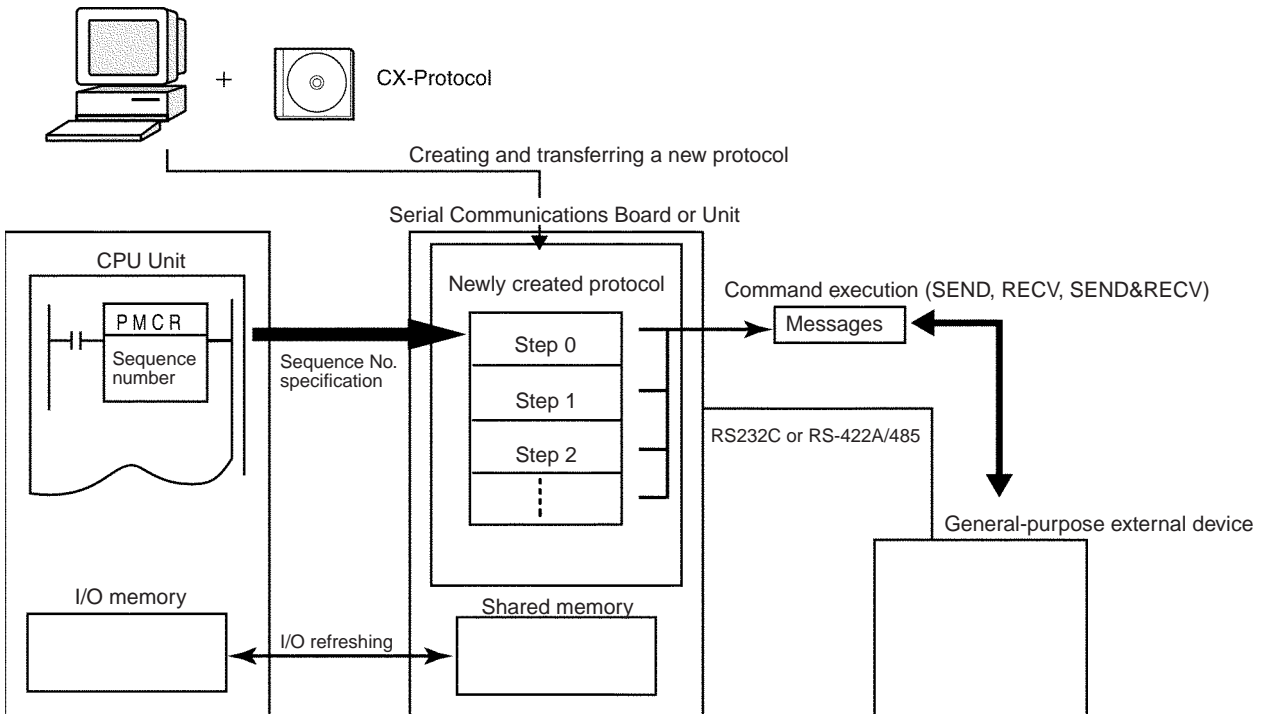 +
CX-Protocol
Creating and transferring a new protocol
Serial Communications Board or Unit
CPU Unit
PMCR
Sequence
number
Sequence No.
specification
Newly created protocol
Step 0
Step 1
Step 2
Command execution (SEND, RECV, SEND&RECV)
Messages
RS232C or RS-422A/485
General-purpose external device
I/O memory
I/O refreshing
Shared memory